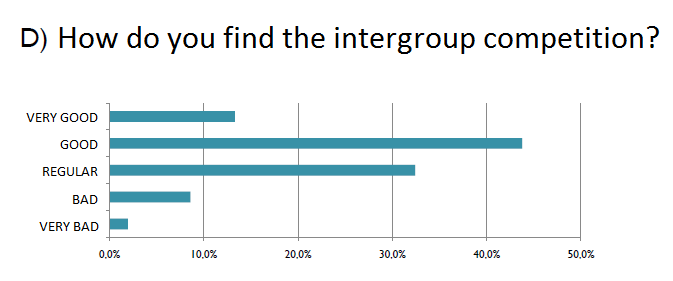 D) How do you find the intergroup competition?
VERY GOOD
GOOD
REGULAR
BAD
VERY BAD
0,0% 10,0% 20,0% 30,0% 40,0% 50,0%